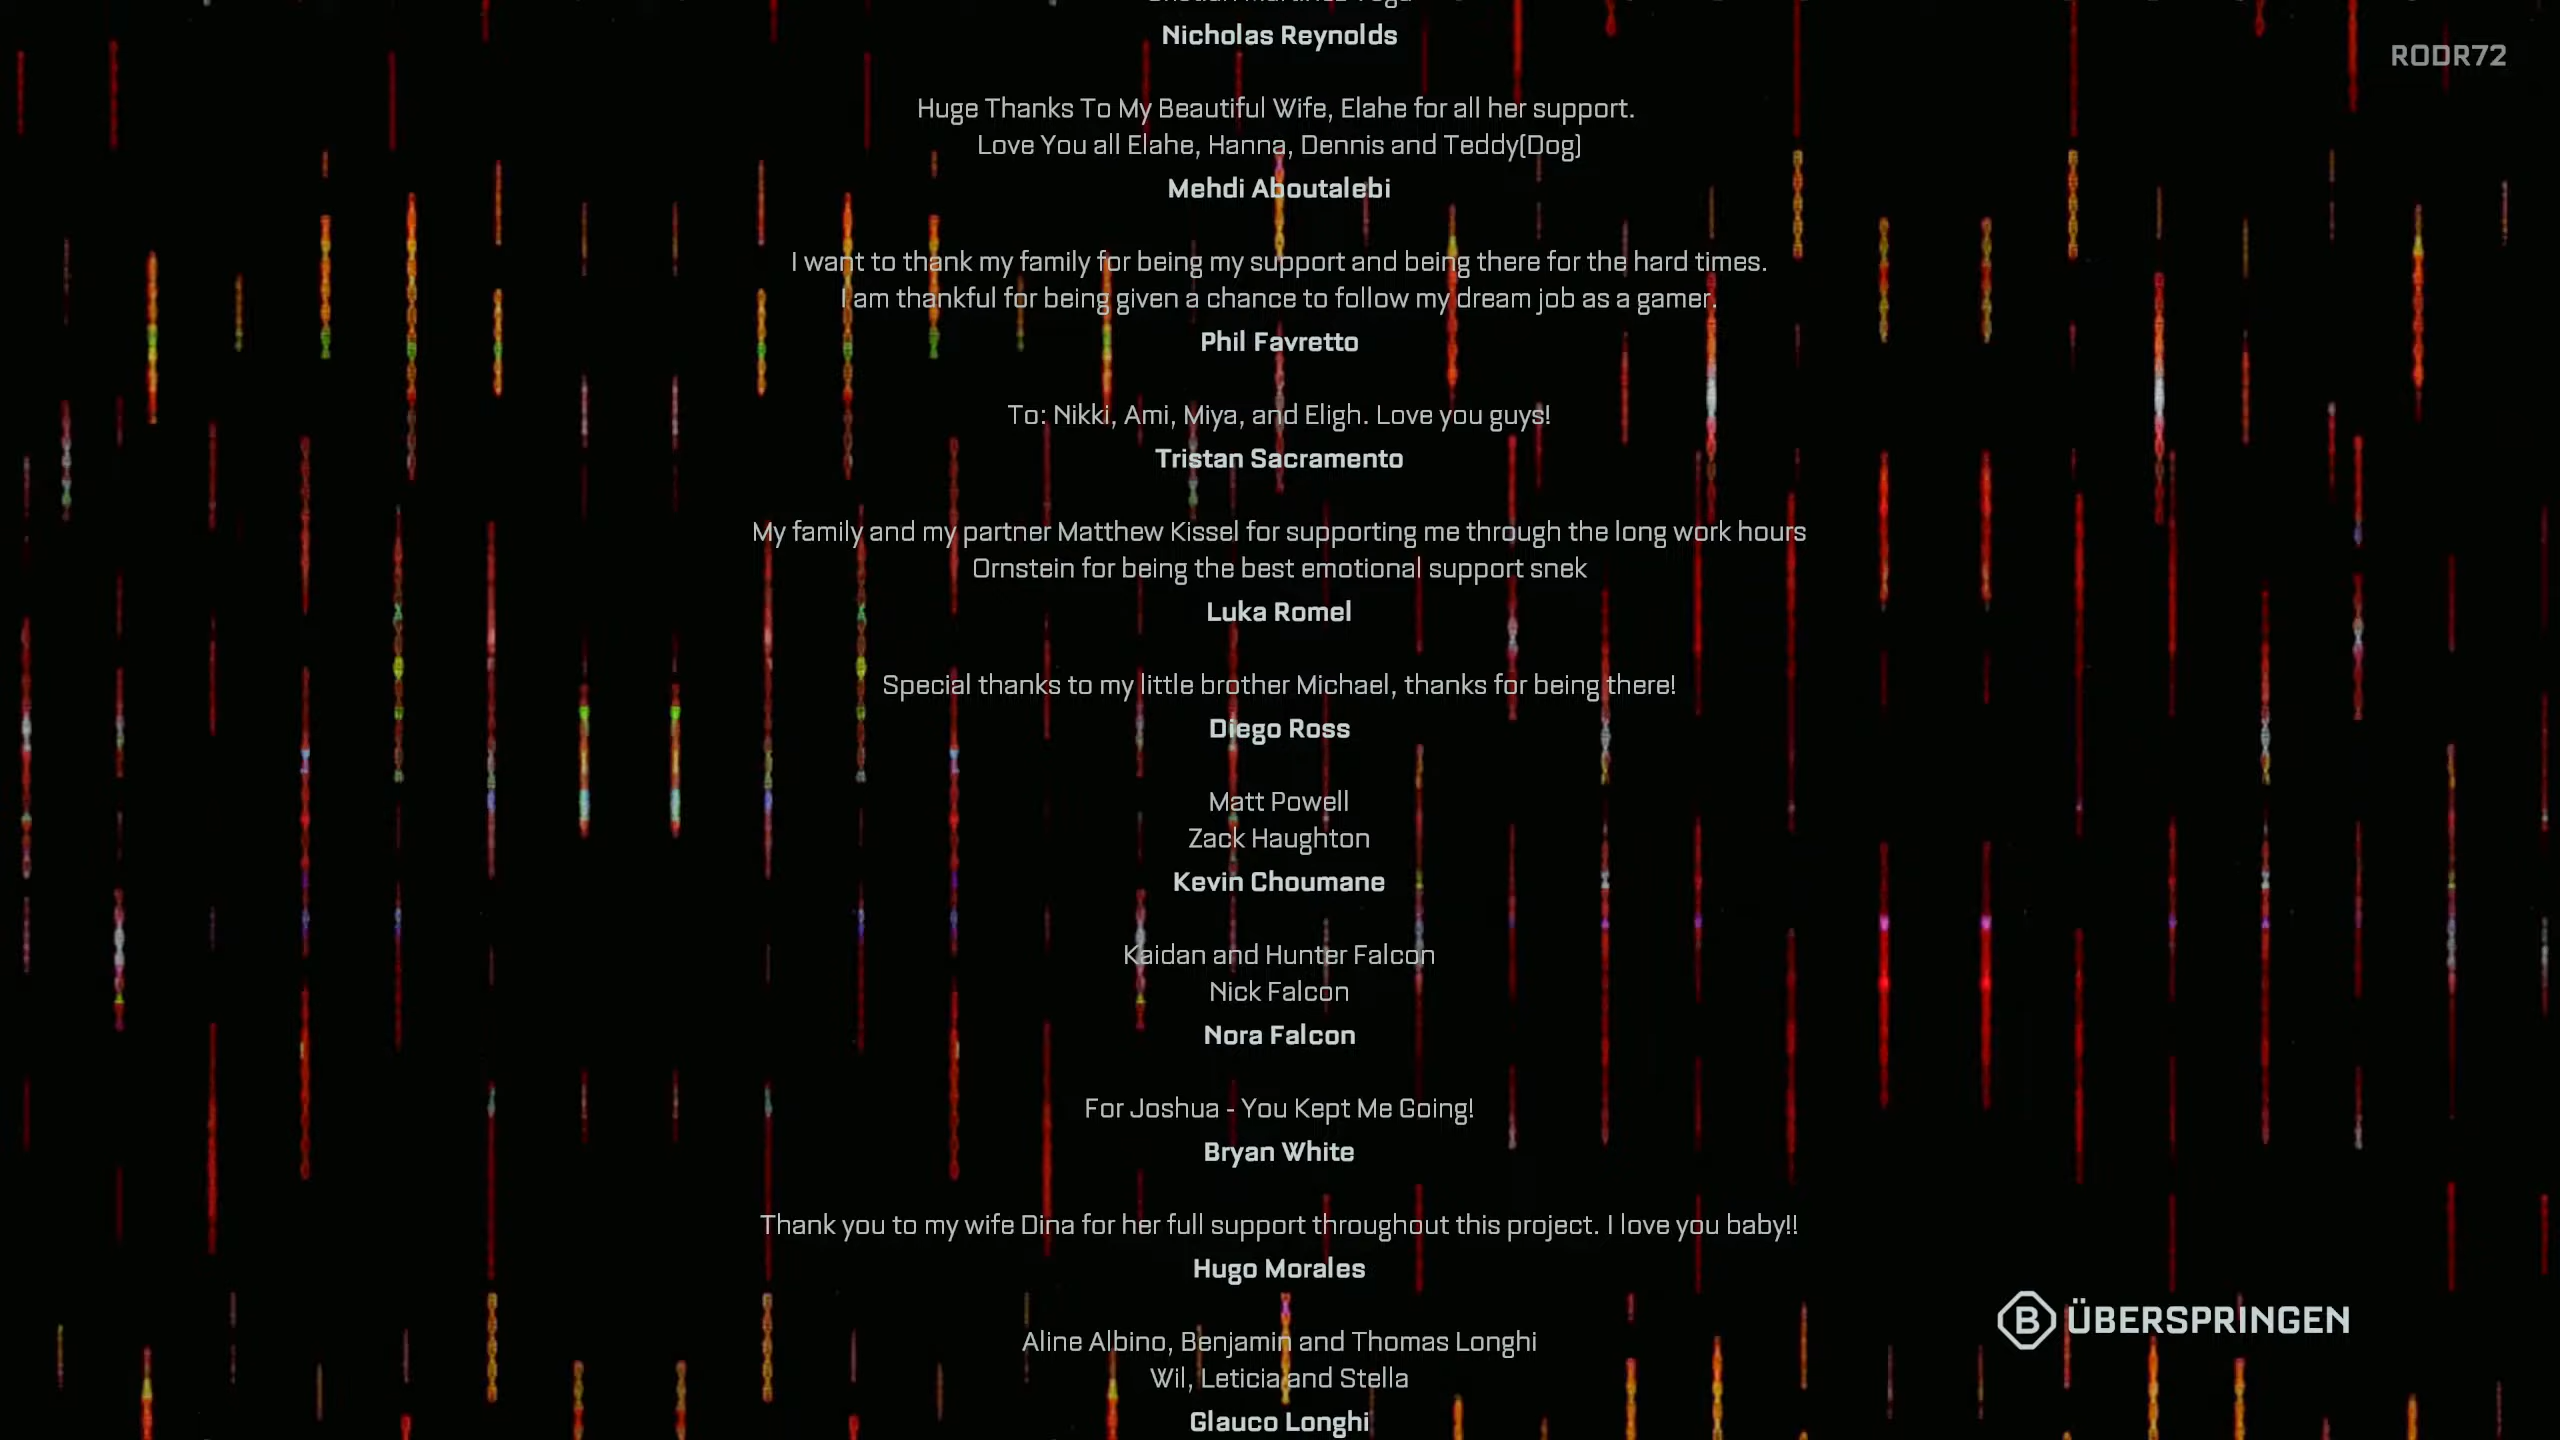 Nicholas Reynolds
RODR72
Huge Thanks To My Beautiful Wife, Elahe for all her support.
Love You all Elahe, Hanna, Dennis and Teddy(Dog)
Mehdi Aboutalebi
I want to thank my family for being my support and being there for the hard times.
I am thankful for being given a chance to follow my dream job as a gamer.
Phil Favretto
To: Nikki, Ami, Miya, and Eligh. Love you guys!
Tristan Sacramento
My family and my partner Matthew Kissel for supporting me through the long work hours
Ornstein for being the best emotional support snek
Luka Romel
Special thanks to my little brother Michael, thanks for being there!
Diego Ross
Matt Powell
Zack Haughton
Kevin Choumane
Kaidan and Hunter Falcon
Nick Falcon
Nora Falcon
For Joshua - You Kept Me Going!
Bryan White
Thank you to my wife Dina for her full support throughout this project. I love you baby!!
Hugo Morales
B ÜBERSPRINGEN
Aline Albino, Benjamin and Thomas Longhi
Wil, Leticia and Stella
Glauco Longhi